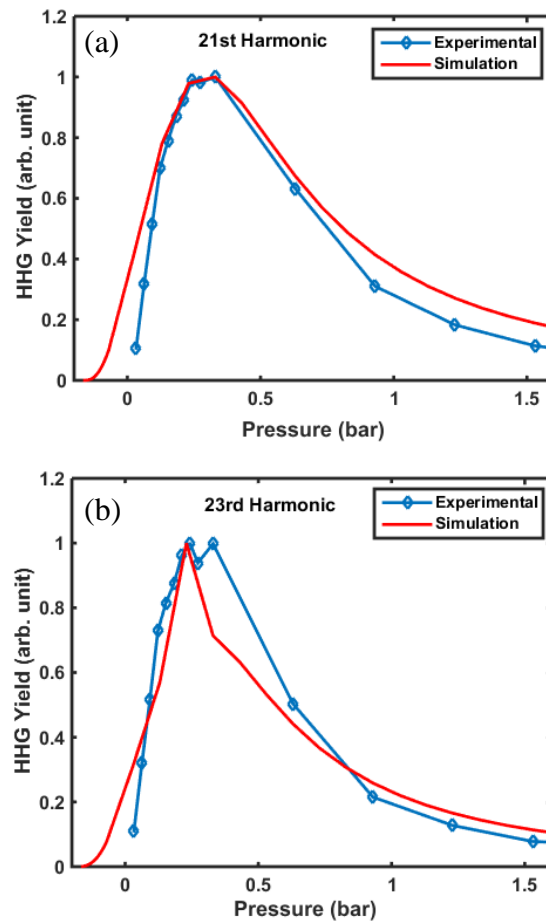 1.2
(a)
21st Harmonic
Experimental
Simulation
1
0.8
0.6
0.4
0.2
0
HHG Yield (arb. unit)
0 0.5 1 1.5
Pressure (bar)
1.2
(b)
23rd Harmonic
Experimental
Simulation
1
0.8
0.6
0.4
0.2
0
HHG Yield (arb. unit)
0 0.5 1 1.5
Pressure (bar)